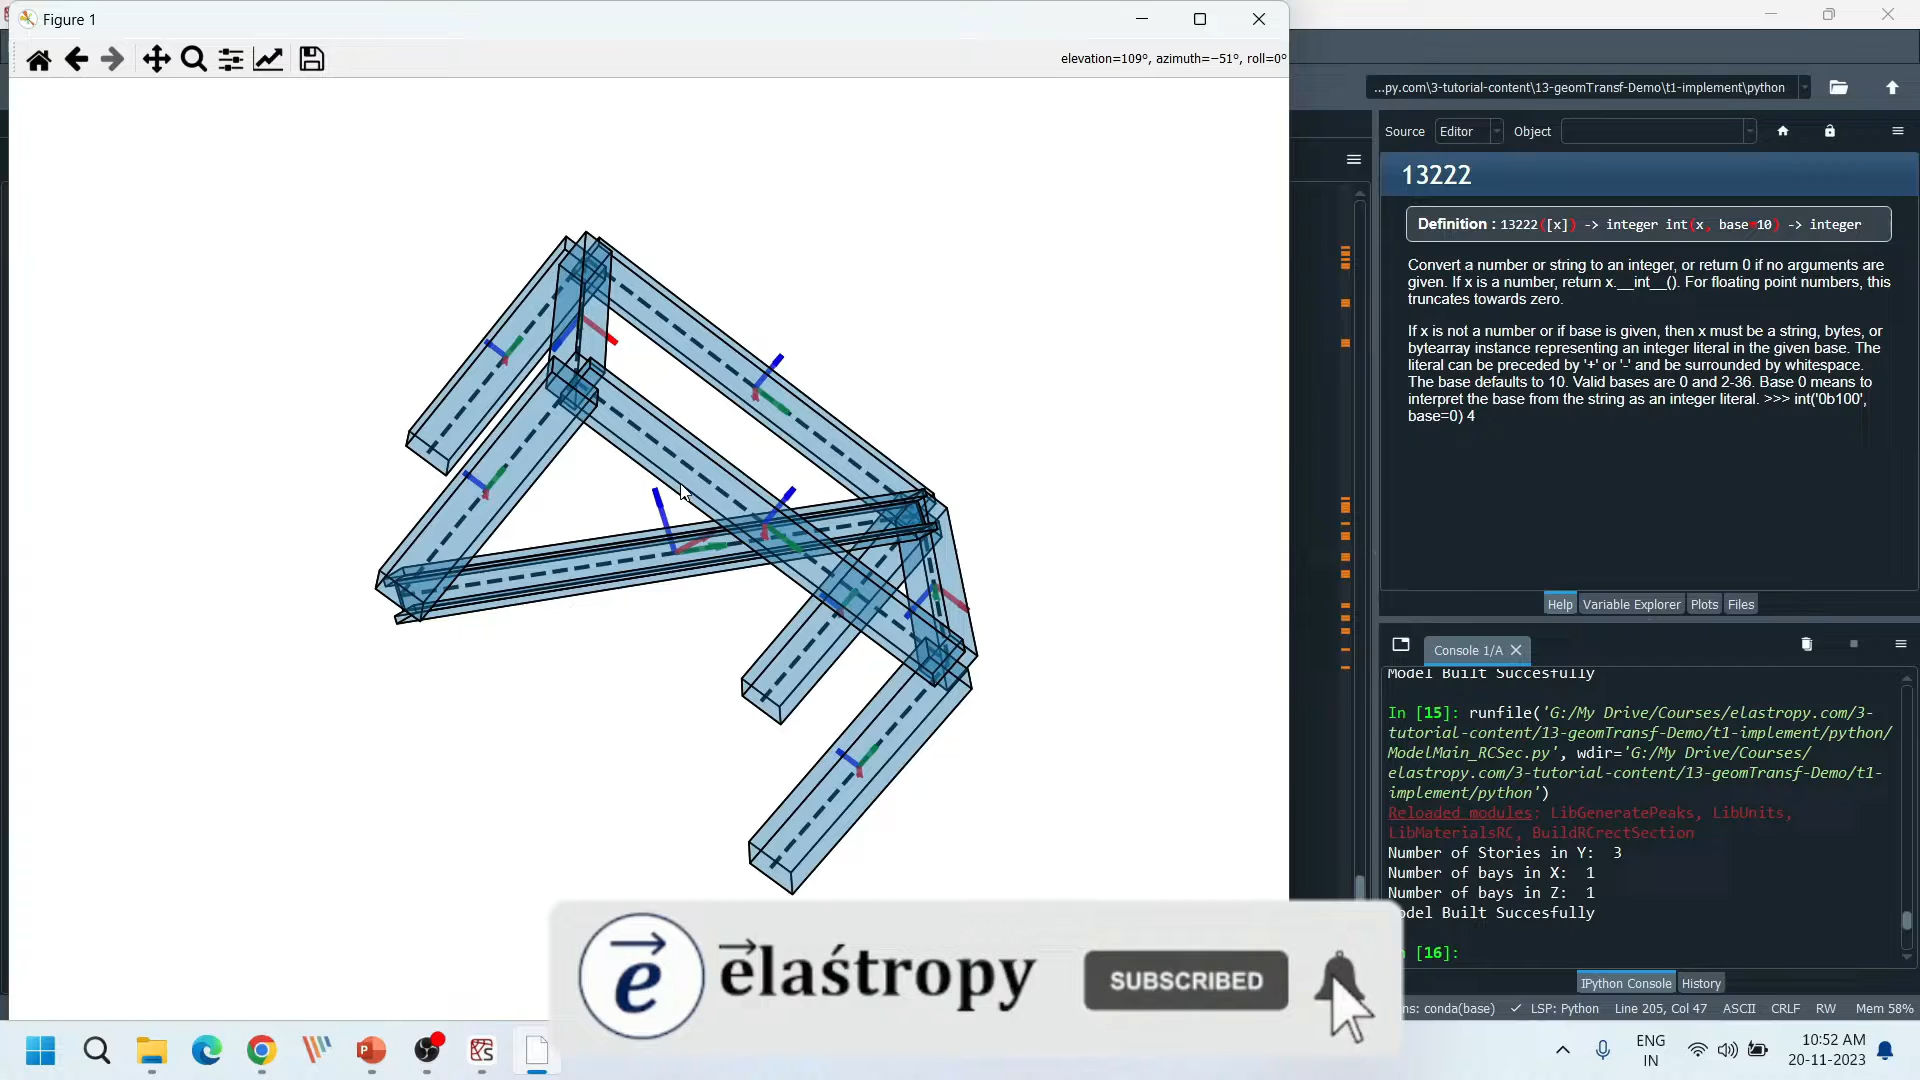 Figure 1
elevation=109°, azimuth=−51°, roll=0°
...py.com\3-tutorial-content\13-geomTransf-Demo\t1-implement\python
Source Editor Object
13222
Definition : 13222([x]) -> integer int(x, base=10) -> integer
Convert a number or string to an integer, or return 0 if no arguments are
given. If x is a number, return x.__int__(). For floating point numbers, this
truncates towards zero.
If x is not a number or if base is given, then x must be a string, bytes, or
bytearray instance representing an integer literal in the given base. The
literal can be preceded by '+' or '-' and be surrounded by whitespace.
The base defaults to 10. Valid bases are 0 and 2-36. Base 0 means to
interpret the base from the string as an integer literal. >>> int('0b100',
base=0) 4
Help Variable Explorer Plots Files
Console 1/A
Model Built Succesfully
In [15]: runfile('G:/My Drive/Courses/elastropy.com/3-
tutorial-content/13-geomTransf-Demo/t1-implement/python/
ModelMain_RCSec.py', wdir='G:/My Drive/Courses/
elastropy.com/3-tutorial-content/13-geomTransf-Demo/t1-
implement/python')
Reloaded modules: LibGeneratePeaks, LibUnits,
LibMaterialsRC, BuildRCrectSection
Number of Stories in Y: 3
Number of bays in X: 1
Number of bays in Z: 1
odel Built Succesfully
[16]:
IPython Console History
conda(base) LSP: Python Line 205, Col 47 ASCII CRLF RW Mem 58%
e elastropy SUBSCRIBED
ENG
IN
10:52 AM
20-11-2023